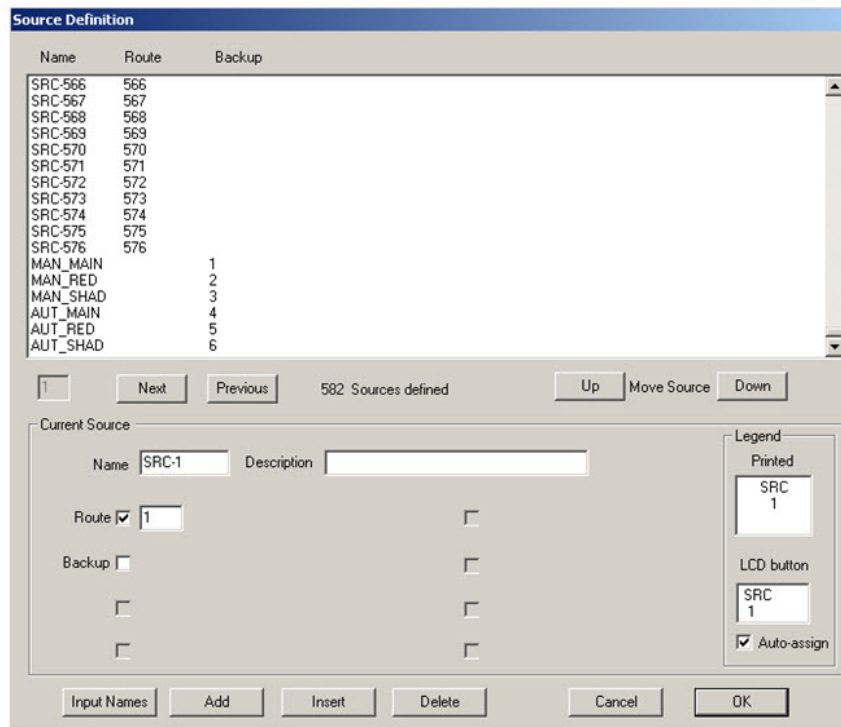 Source Definition
Name Route Backup
SRC-566 566
SRC-567 567
SRC-568 568
SRC-569 569
SRC-570 570
SRC-571 571
SRC-572 572
SRC-573 573
SRC-574 574
SRC-575 575
SRC-576 576
MAN_MAIN 1
MAN_RED 2
MAN_SHAD 3
AUT_MAIN 4
AUT_RED 5
AUT_SHAD 6
1 Next Previous 582 Sources defined Up Move Source Down
Current Source
Name SRC-1 Description
Route 1
Backup
Legend
Printed
SRC
1
LCD button
SRC
1
Auto-assign
Input Names Add Insert Delete Cancel OK